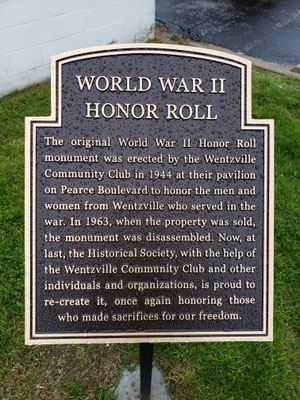 WORLD WAR II
HONOR ROLL
The original World War II Honor Roll
monument was erected by the Wentzville
Community Club in 1944 at their pavilion
on Pearce Boulevard to honor the men and
women from Wentzville who served in the
war. In 1963, when the property was sold,
the monument was disassembled. Now, at
last, the Historical Society, with the help of
the Wentzville Community Club and other
individuals and organizations, is proud to
re-create it, once again honoring those
who made sacrifices for our freedom.